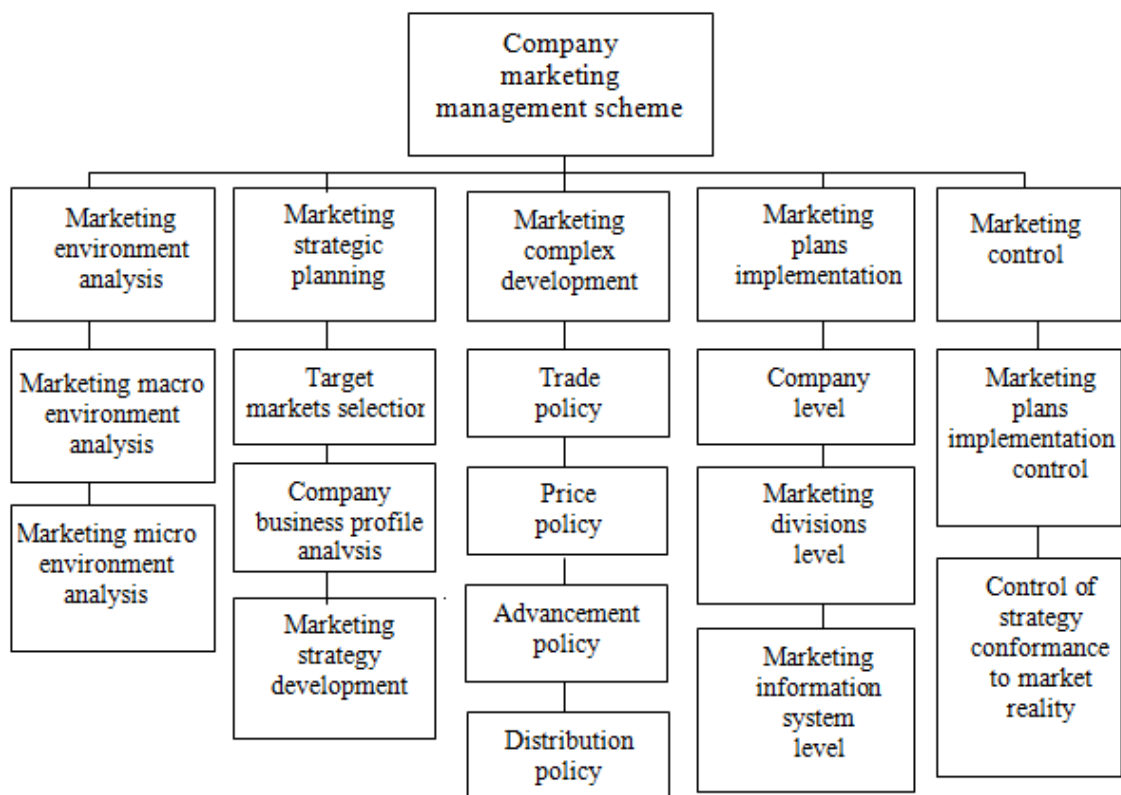 Company
marketing
management scheme
Marketing
environment
analysis
Marketing
strategic
planning
Marketing
complex
development
Marketing
plans
implementation
Marketing
control
Marketing macro
environment
analysis
Target
markets selection
Trade
policy
Company
level
Marketing
plans
implementation
control
Marketing micro
environment
analysis
Company
business profile
analysis
Price
policy
Marketing
divisions
level
Control of
strategy
conformance
to market
reality
Marketing
strategy
development
Advancement
policy
Marketing
information
system
level
Distribution
policy